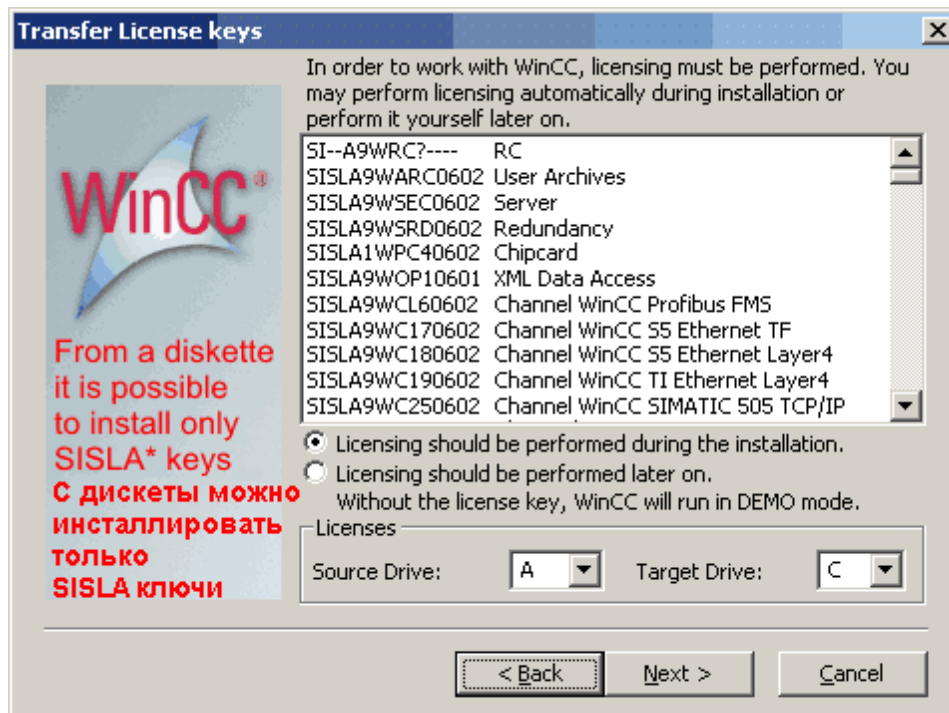 Transfer License keys
In order to work with WinCC, licensing must be performed. You
may perform licensing automatically during installation or
perform it yourself later on.
WinCC®
SI--A9WRC?---- RC
SISLA9WARC0602 User Archives
SISLA9WSEC0602 Server
SISLA9WSRD0602 Redundancy
SISLA1WPC40602 Chipcard
SISLA9WOP10601 XML Data Access
SISLA9WCL60602 Channel WinCC Profibus FMS
SISLA9WC170602 Channel WinCC S5 Ethernet TF
SISLA9WC180602 Channel WinCC S5 Ethernet Layer4
SISLA9WC190602 Channel WinCC TI Ethernet Layer4
SISLA9WC250602 Channel WinCC SIMATIC 505 TCP/IP
From a diskette
it is possible
to install only
SISLA* keys
С дискеты можно
инсталлировать
только
SISLA ключи
Licensing should be performed during the installation.
Licensing should be performed later on.
Without the license key, WinCC will run in DEMO mode.
Licenses
Source Drive: A Target Drive: C
< Back Next > Cancel